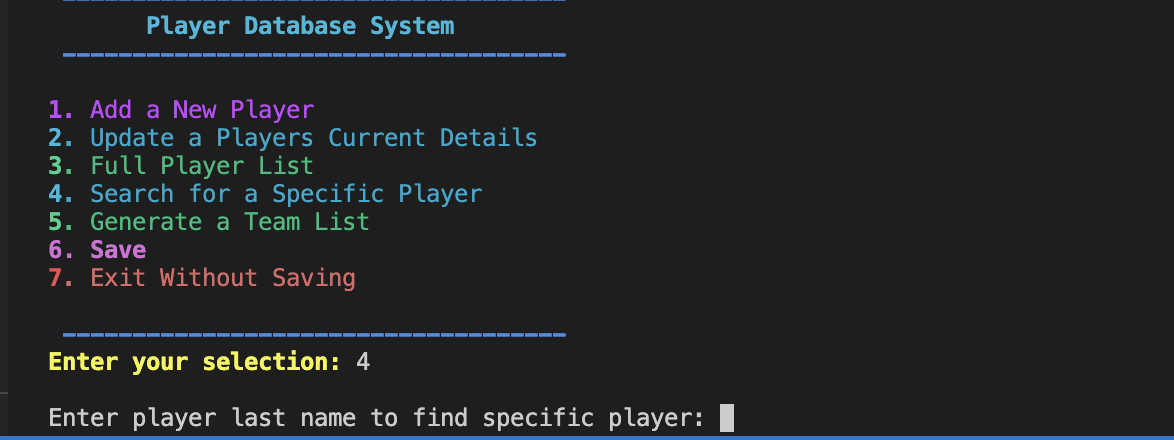 Player Database System
1. Add a New Player
2. Update a Players Current Details
3. Full Player List
4. Search for a Specific Player
5. Generate a Team List
6. Save
7. Exit Without Saving
Enter your selection: 4
Enter player last name to find specific player: